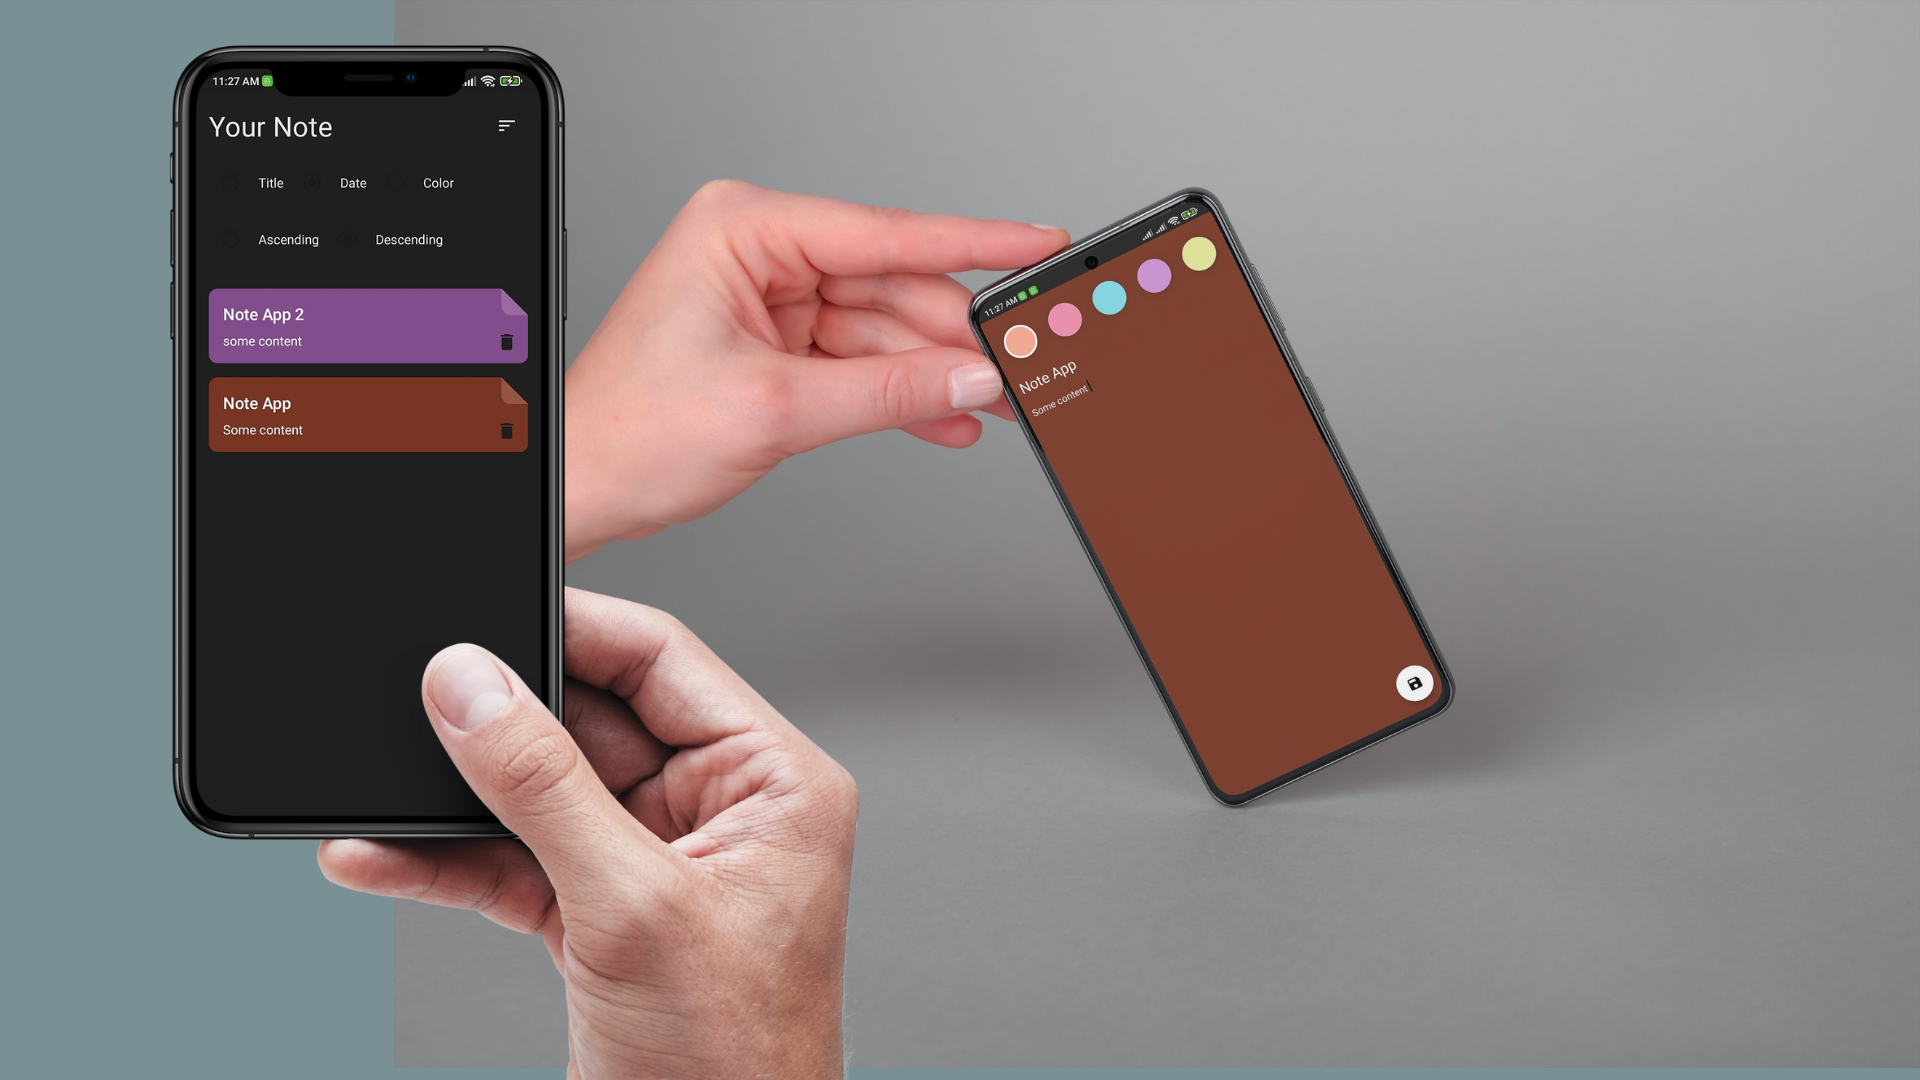 11:27 AM
Your Note
Title Date Color
Ascending Descending
Note App 2
some content
Note App
Some content
11:27 AM
Note App
Some content